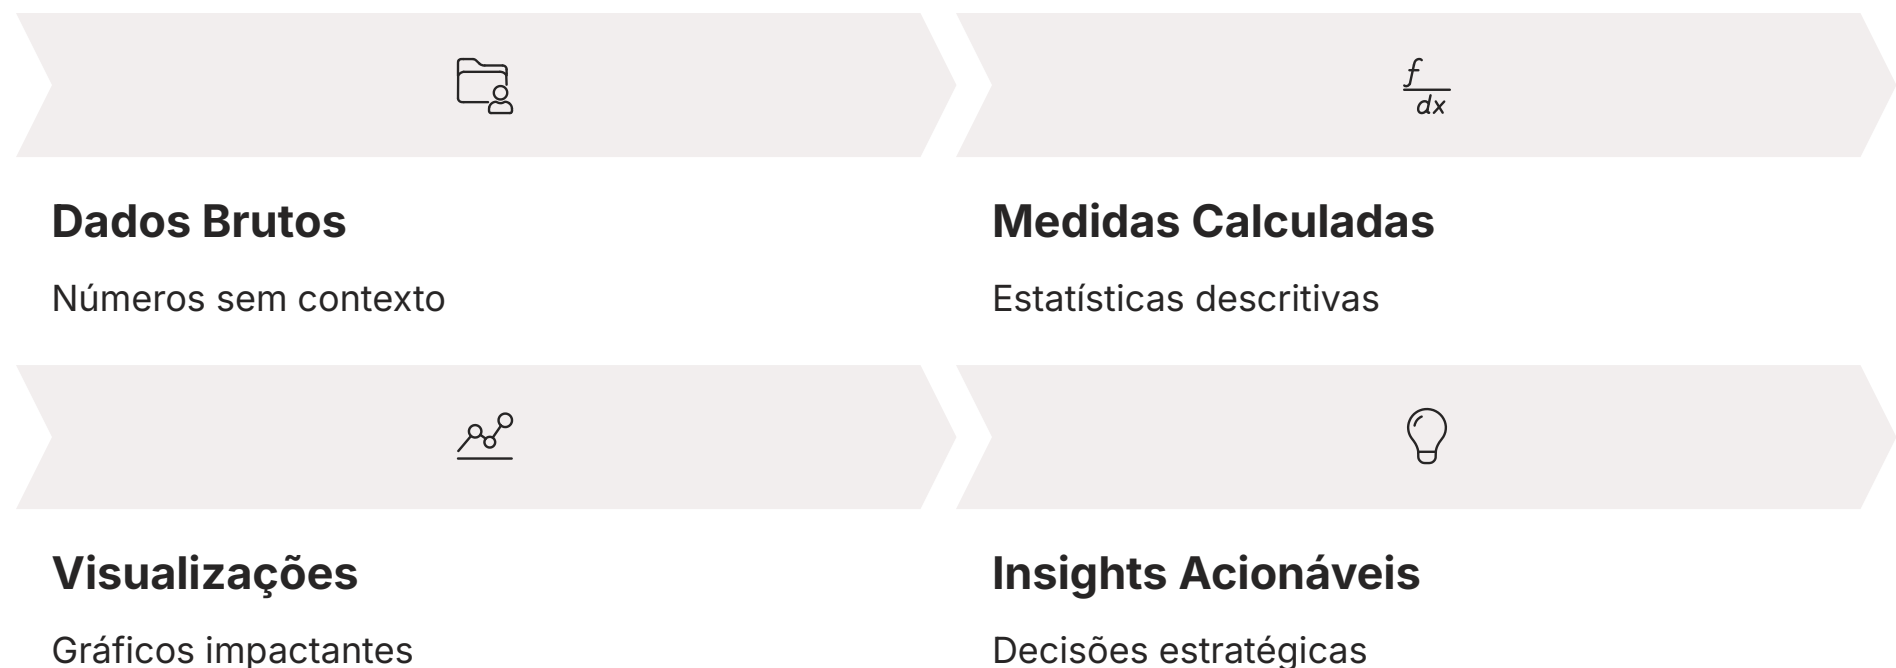 f
dx
Dados Brutos
Medidas Calculadas
Números sem contexto
Estatísticas descritivas
Visualizações
Insights Acionáveis
Gráficos impactantes
Decisões estratégicas